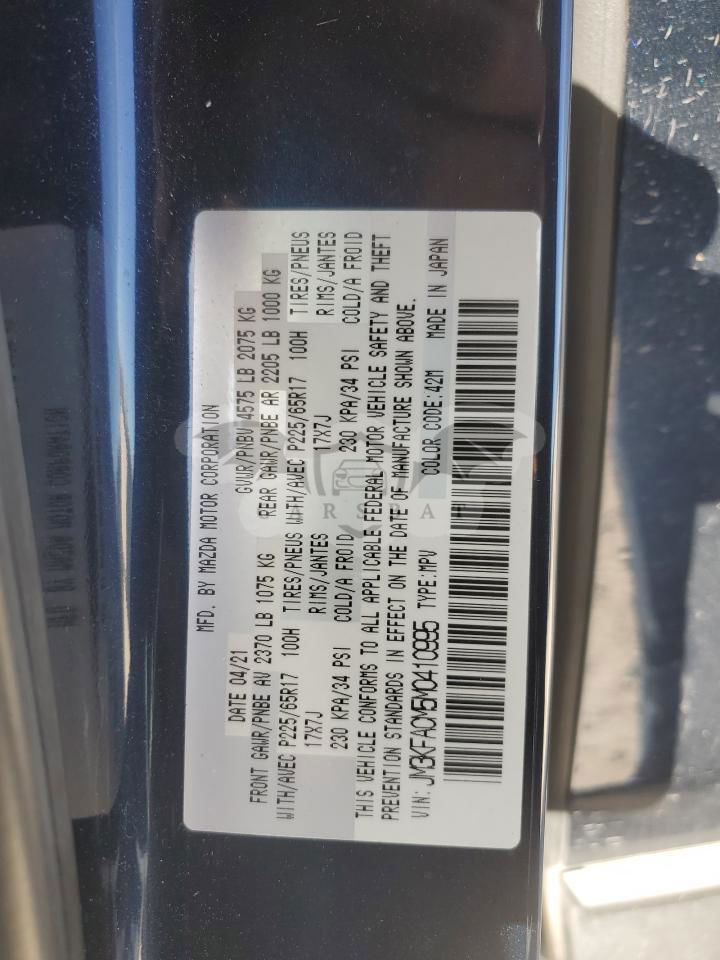 MFD. BY MAZDA MOTOR CORPORATION
DATE 04/21 GVWR/PNBV 4575 LB 2075 KG
FRONT GAWR/PNBE AV 2370 LB 1075 KG REAR GAWR/PNBE AR 2205 LB 1000 KG
WITH/AVEC P225/65R17 100H TIRES/PNEUS WITH/AVEC P225/65R17 100H TIRES/PNEUS
17X7J RIMS/JANTES 17X7J RIMS/JANTES
230 KPA/34 PSI COLD/A FROID 230 KPA/34 PSI COLD/A FROID
THIS VEHICLE CONFORMS TO ALL APPLICABLE FEDERAL MOTOR VEHICLE SAFETY AND THEFT
PREVENTION STANDARDS IN EFFECT ON THE DATE OF MANUFACTURE SHOWN ABOVE.
VIN: JM3KFACM5M0410995 TYPE:MPV COLOR CODE:42M MADE IN JAPAN